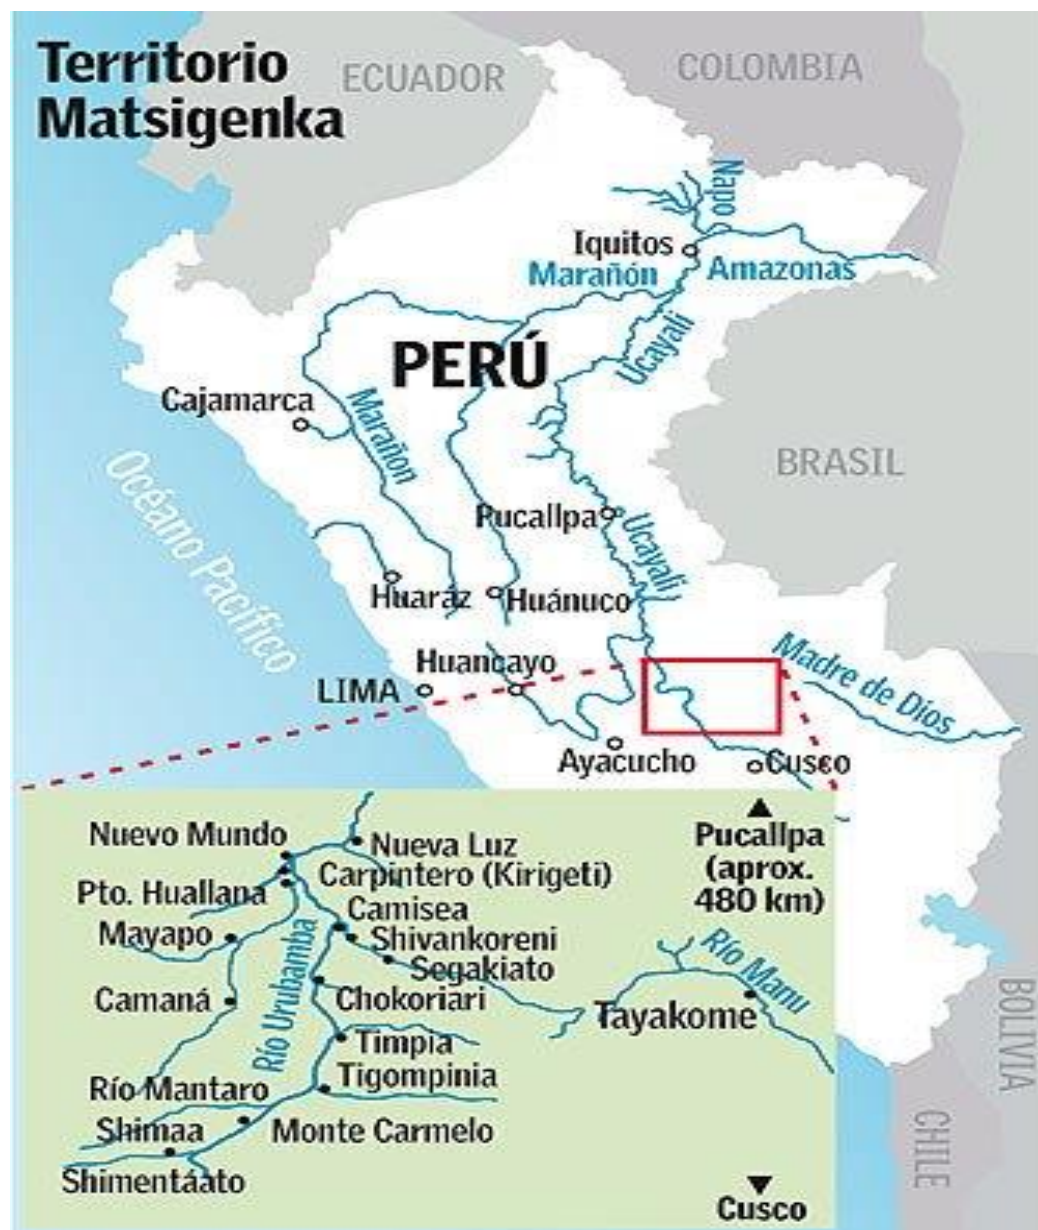 Territorio
Matsigenka
ECUADOR
COLOMBIA
Napo
Iquitos
Marañón
Amazonas
Ucayali
PERÚ
Cajamarca
Marañon
BRASIL
Océano Pacífico
Pucallpa
Ucayali
Huaráz
Huánuco
Huancayo
LIMA
Madre de Dios
Ayacucho
Cusco
Nuevo Mundo
Nueva Luz
Pucallpa
(aprox.
480 km)
Carpintero (Kirigeti)
Pto. Huallana
Camisea
Mayapo
Shivankoreni
Segakiato
Río Urubamba
Río Manu
Camaná
Chokoriari
Tayakome
Timpia
Río Mantaro
Tigompinia
Shimaa
Monte Carmelo
Shimentáato
Cusco
BOLIVIA
CHILE